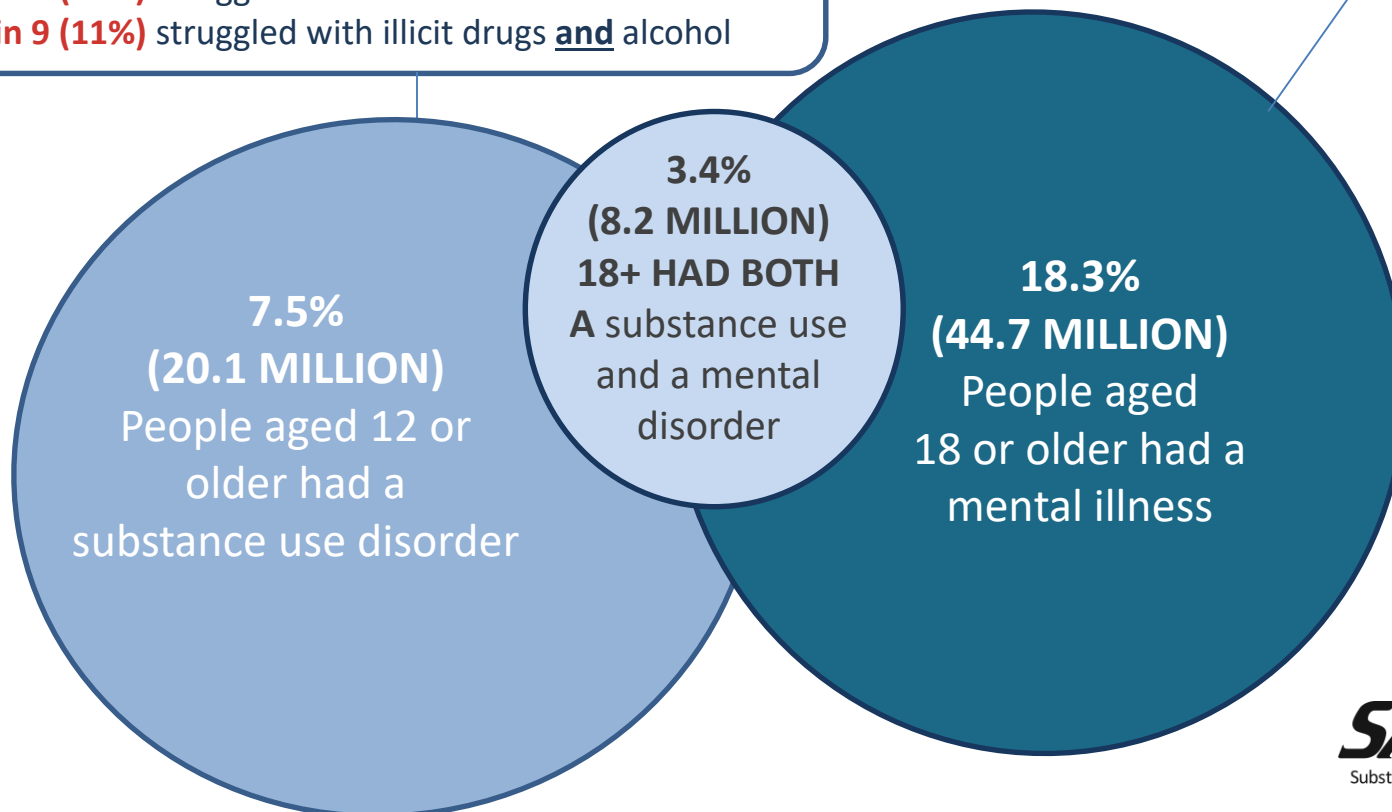 in 9 (11%) struggled with illicit drugs and alcohol
3.4%
(8.2 MILLION)
18+ HAD BOTH
A substance use
and a mental
disorder
7.5%
(20.1 MILLION)
People aged 12 or
older had a
substance use disorder
18.3%
(44.7 MILLION)
People aged
18 or older had a
mental illness